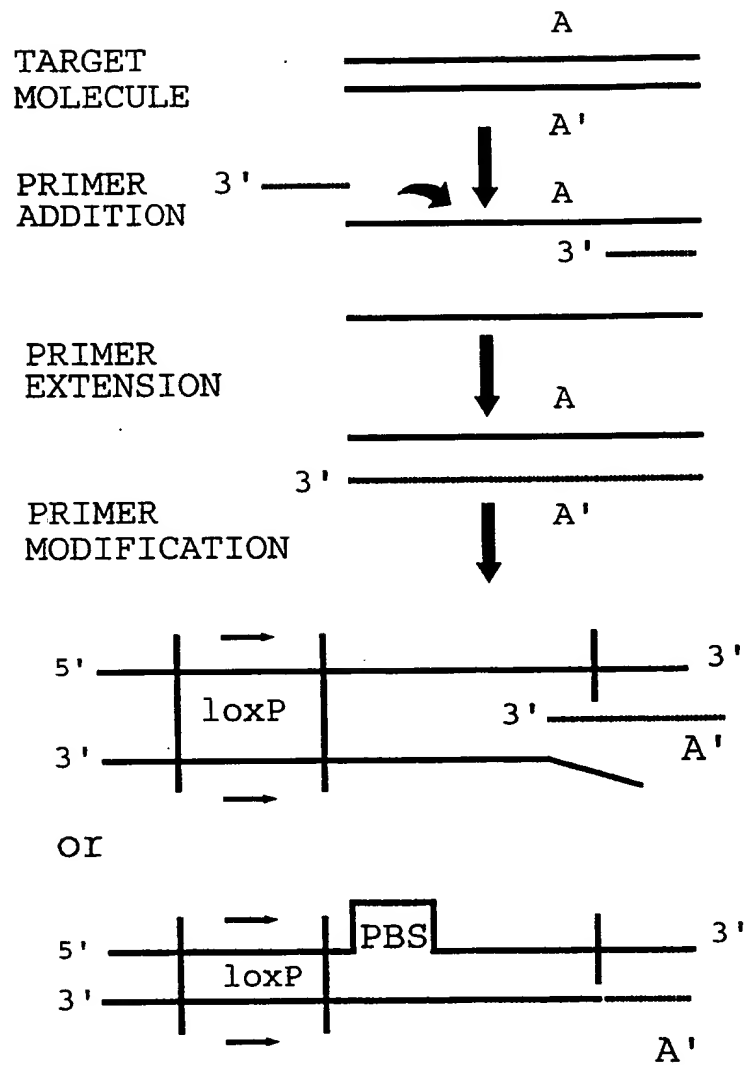 A
TARGET
MOLECULE
A'
PRIMER
ADDITION
3'
A
3'
PRIMER
EXTENSION
A
3'
A'
PRIMER
MODIFICATION
5'
3'
loxP
3'
3'
A'
or
5'
PBS
3'
loxP
3'
A'